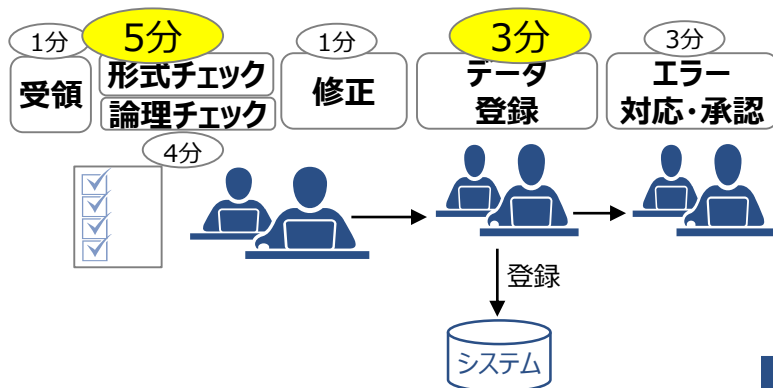 1分
5分
1分
3分
3分
受領
形式チェック
論理チェック
修正
データ
登録
エラー
対応・承認
4分
登録
システム